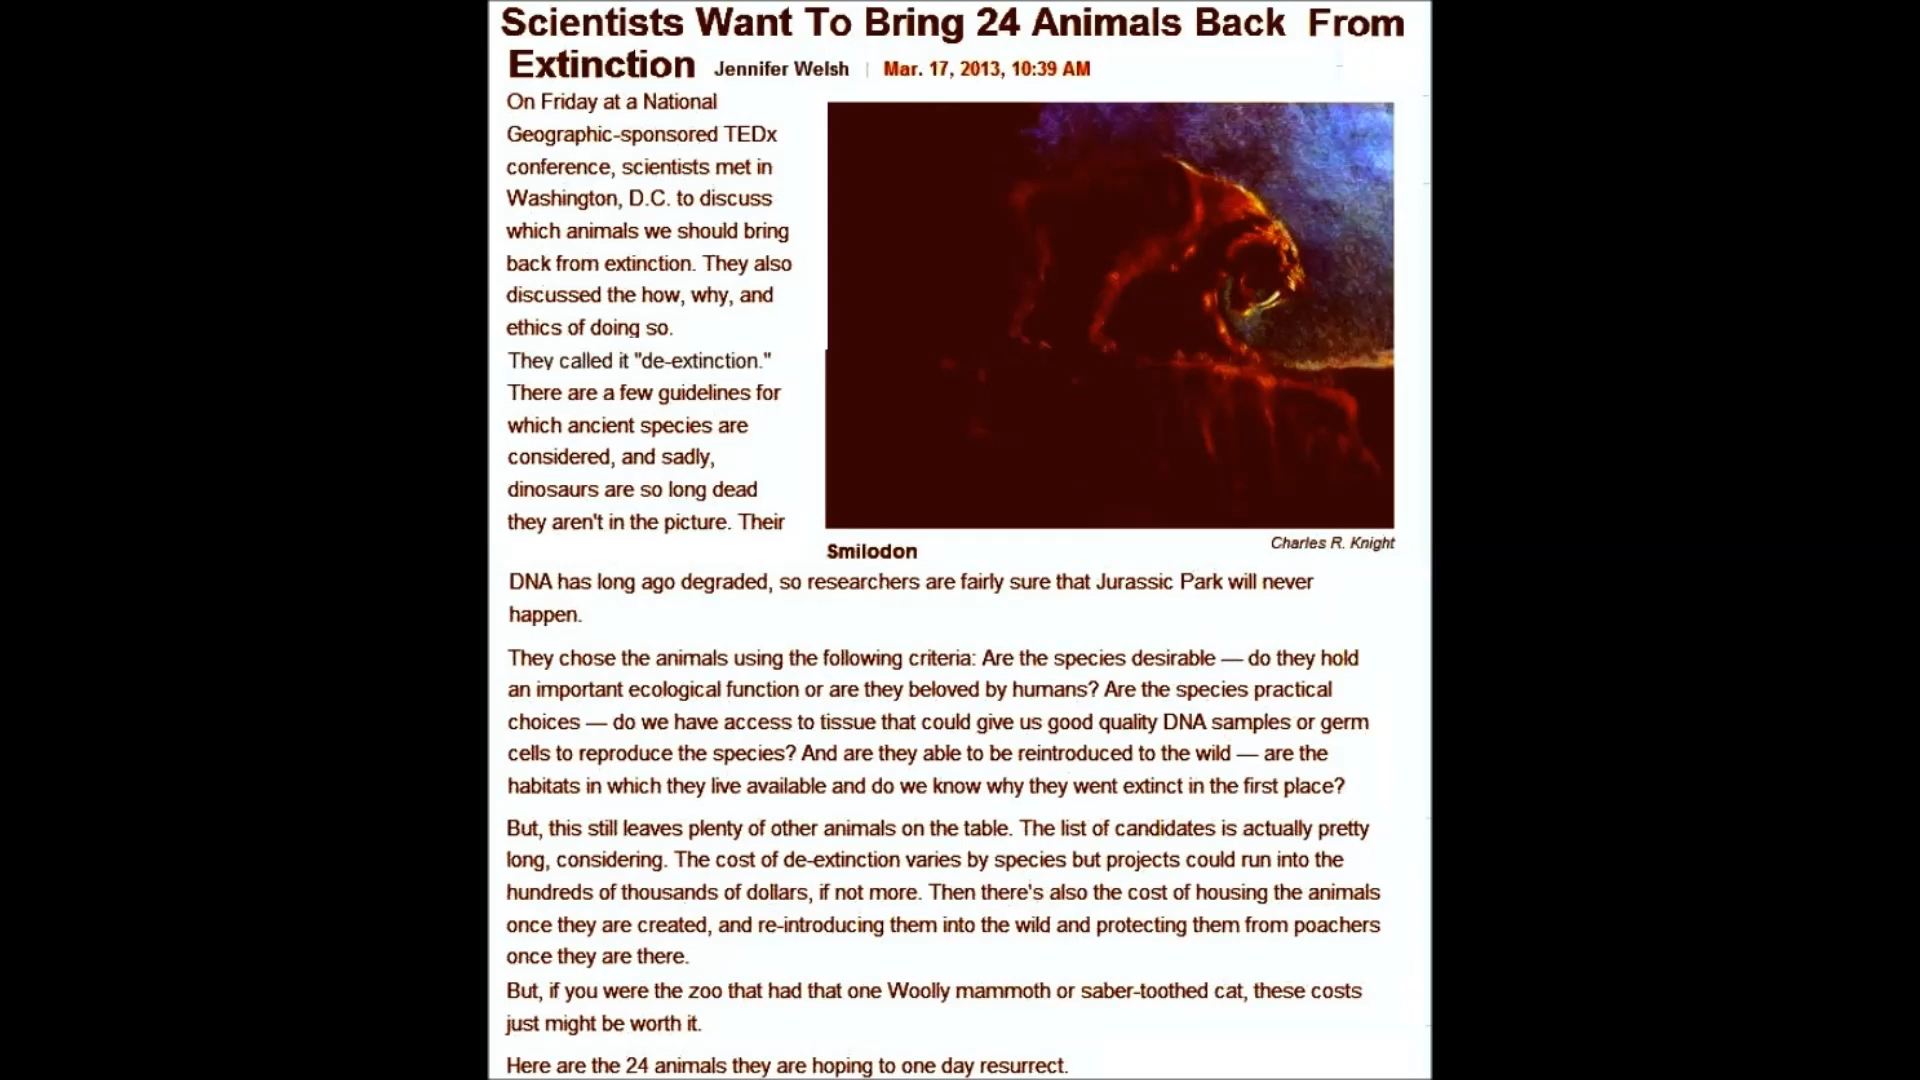 Scientists Want To Bring 24 Animals Back From
Extinction Jennifer Welsh | Mar. 17, 2013, 10:39 AM
On Friday at a National
Geographic-sponsored TEDx
conference, scientists met in
Washington, D.C. to discuss
which animals we should bring
back from extinction. They also
discussed the how, why, and
ethics of doing so.
They called it "de-extinction."
There are a few guidelines for
which ancient species are
considered, and sadly,
dinosaurs are so long dead
they aren't in the picture. Their
Charles R. Knight
Smilodon
DNA has long ago degraded, so researchers are fairly sure that Jurassic Park will never
happen.
They chose the animals using the following criteria: Are the species desirable — do they hold
an important ecological function or are they beloved by humans? Are the species practical
choices — do we have access to tissue that could give us good quality DNA samples or germ
cells to reproduce the species? And are they able to be reintroduced to the wild — are the
habitats in which they live available and do we know why they went extinct in the first place?
But, this still leaves plenty of other animals on the table. The list of candidates is actually pretty
long, considering. The cost of de-extinction varies by species but projects could run into the
hundreds of thousands of dollars, if not more. Then there's also the cost of housing the animals
once they are created, and re-introducing them into the wild and protecting them from poachers
once they are there.
But, if you were the zoo that had that one Woolly mammoth or saber-toothed cat, these costs
just might be worth it.
Here are the 24 animals they are hoping to one day resurrect.